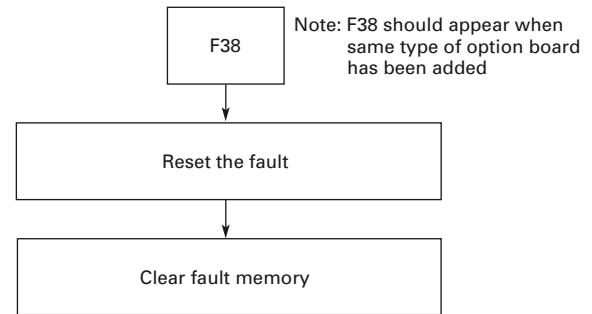 F38
Note: F38 should appear when
same type of option board
has been added
Reset the fault
Clear fault memory